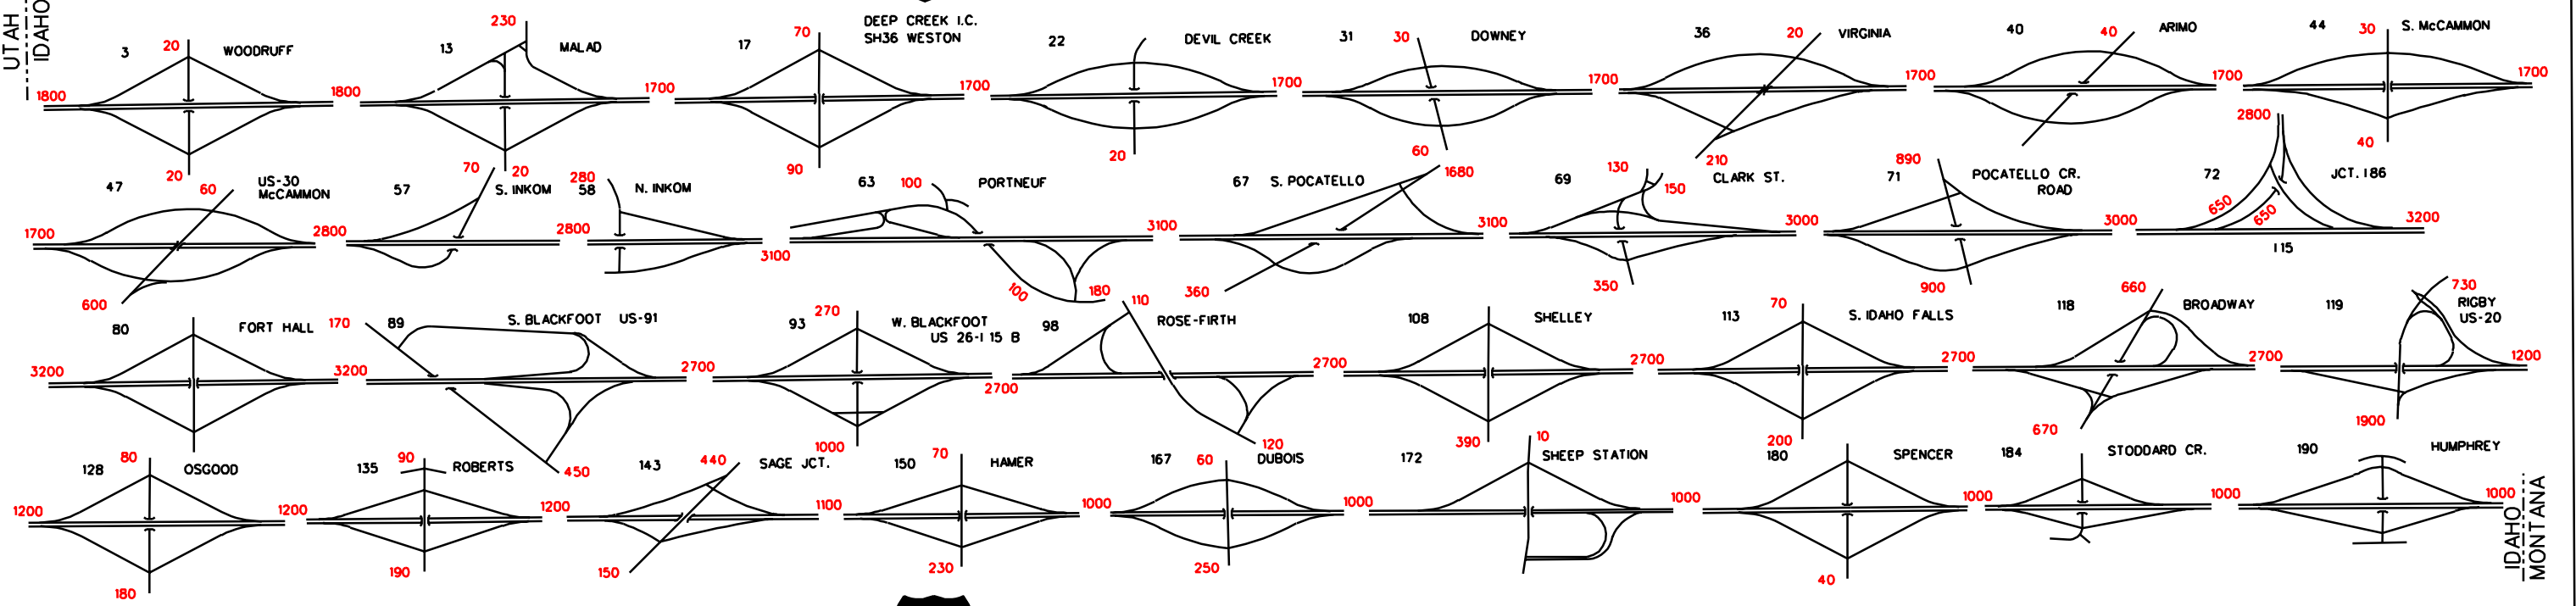 UTAH
IDAHO
3 20 WOODRUFF
1800
20
230
13 MALAD
1800
20
DEEP CREEK I.C.
SH36 WESTON
17 70
1700
90
22 DEVIL CREEK
1700
20
31 30 DOWNEY
1700
60
36 20 VIRGINIA
1700
210
40 40 ARIMO
1700
44 30 S. McCAMMON
1700
1700
40
47 60 US-30
McCAMMON
1700
600
57 70 S. INKOM
2800
58 280 N. INKOM
2800
3100
63 100 PORTNEUF
100
180
67 S. POCATELLO 1680
3100
360
69 130 150 CLARK ST.
3100
350
71 890 POCATELLO CR.
ROAD
3000
900
72 2800 JCT. I86
3000
650
650
3200
I15
80 FORT HALL
3200
170 89 S. BLACKFOOT US-91
3200
450
93 270 W. BLACKFOOT
US 26-I 15 B
2700
1000
98 110 ROSE-FIRTH
2700
120
108 SHELLEY
2700
390
113 70 S. IDAHO FALLS
2700
200
118 660 BROADWAY
2700
670
119 730 RIGBY
US-20
2700
1200
1900
128 80 OSGOOD
1200
180
135 90 ROBERTS
1200
190
143 440 SAGE JCT.
1200
150
150 70 HAMER
1100
230
167 60 DUBOIS
1000
250
172 10 SHEEP STATION
1000
180 SPENCER
1000
40
184 STODDARD CR.
1000
190 HUMPHREY
1000
1000
IDAHO
MONTANA